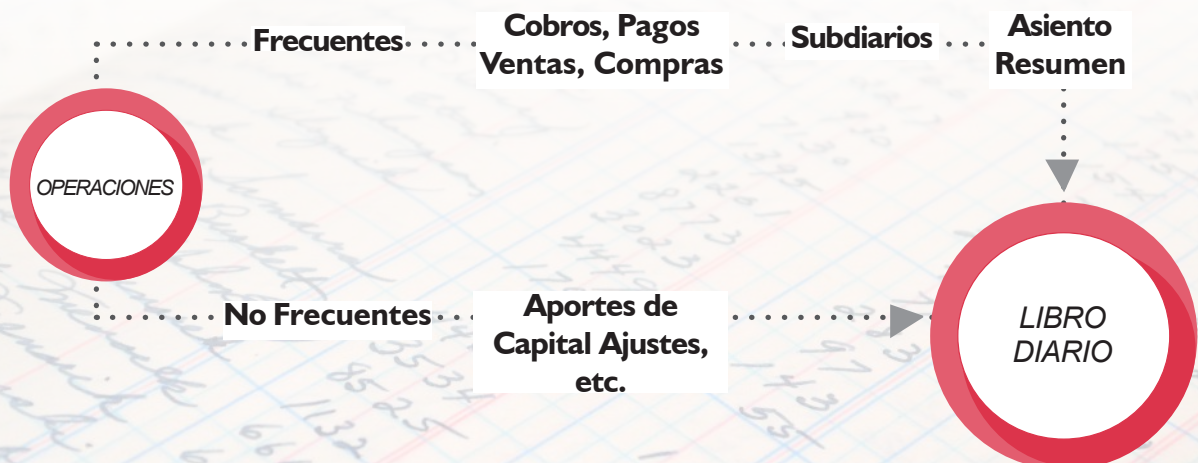 OPERACIONES
Frecuentes
Cobros, Pagos
Ventas, Compras
Subdiarios
Asiento
Resumen
No Frecuentes
Aportes de
Capital Ajustes,
etc.
LIBRO
DIARIO